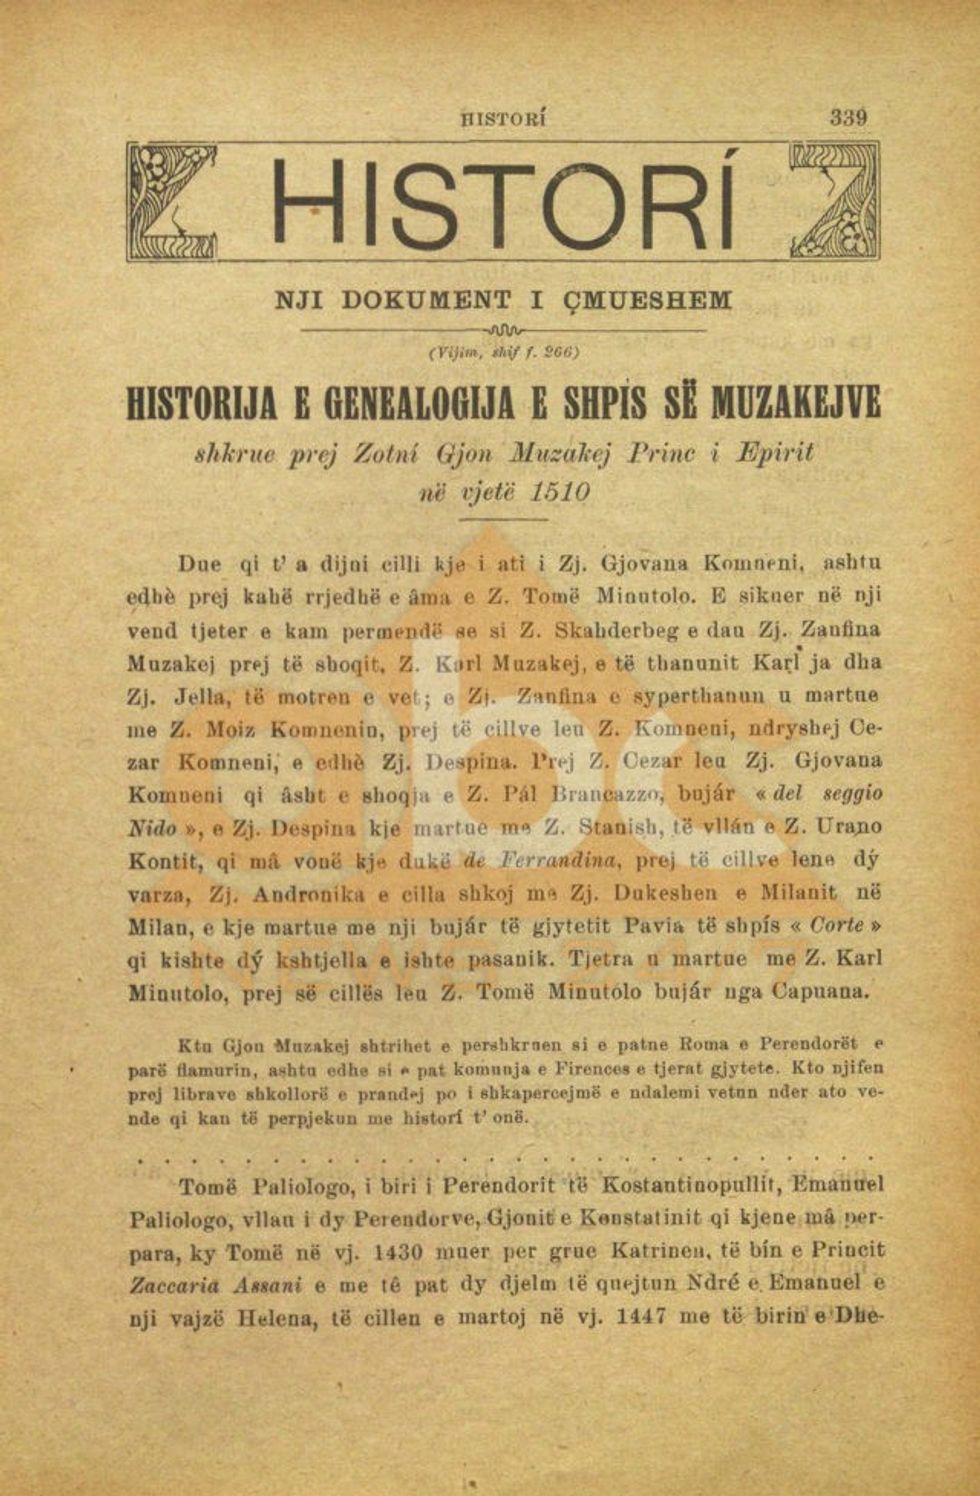 HISTORÍ 339
HISTORÍ
NJI DOKUMENT I ÇMUESHEM
(Vijim, shif f. 266)
HISTORIJA E GENEALOGIJA E SHPÍS SË MUZAKEJVE
shkrue prej Zotní Gjon Muzakej Princ i Epirit
në vjetë 1510
Due qi t' a dijni cilli kje i ati i Zj. Gjovana Komneni, ashtu
edhè prej kahë rrjedhë e âma e Z. Tomë Minutolo. E sikuer në nji
vend tjeter e kam permendë se si Z. Skahderbeg e dau Zj. Zanfina
Muzakej prej të shoqit, Z. Karl Muzakej, e të thanunit Karl ja dha
Zj. Jella, të motren e vet; e Zj. Zanfina e syperthanun u martue
me Z. Moiz Komnenin, prej të cillve leu Z. Komneni, ndryshej Ce-
zar Komneni, e edhè Zj. Despina. Prej Z. Cezar leu Zj. Gjovana
Komneni qi âsht e shoqja e Z. Pál Brancazzo, bujár « del seggio
Nido », e Zj. Despina kje martue me Z. Stanish, të vllán e Z. Urano
Kontit, qi mâ vonë kje dukë de Ferrandina, prej të cillve lene dý
varza, Zj. Andronika e cilla shkoj me Zj. Dukeshen e Milanit në
Milan, e kje martue me nji bujár të gjytetit Pavia të shpís « Corte »
qi kishte dý kshtjella e ishte pasanik. Tjetra u martue me Z. Karl
Minutolo, prej së cillës leu Z. Tomë Minutólo bujár nga Capuana.
Ktu Gjon Muzakej shtrihet e pershkruen si e patne Roma e Perendorët e
parë flamurin, ashtu edhe si e pat komunja e Firences e tjerat gjytete. Kto njifen
prej librave shkollorë e prandej po i shkapercejmë e ndalemi vetun nder ato ve-
nde qi kan të perpjekun me historí t' onë.
. . . . . . . . . . . . . . . . . . . . . . . . . . . .
Tomë Paliologo, i biri i Perendorit të Kostantinopullit, Emanuel
Paliologo, vllau i dy Perendorve, Gjonit e Konstatinit qi kjene mâ per-
para, ky Tomë në vj. 1430 muer per grue Katrinen, të bín e Princit
Zaccaria Assani e me tê pat dy djelm të quejtun Ndré e Emanuel e
nji vajzë Helena, të cillen e martoj në vj. 1447 me të birin e Dhe-